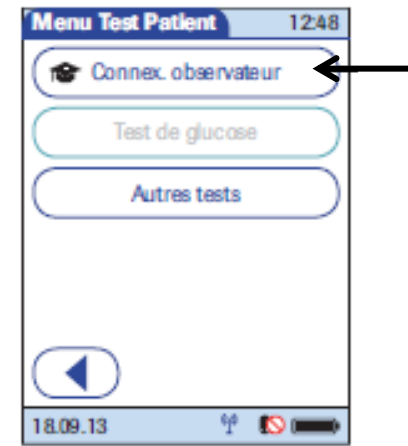 Menu Test Patient 12:48
Connex. observateur
Test de glucose
Autres tests
18.09.13